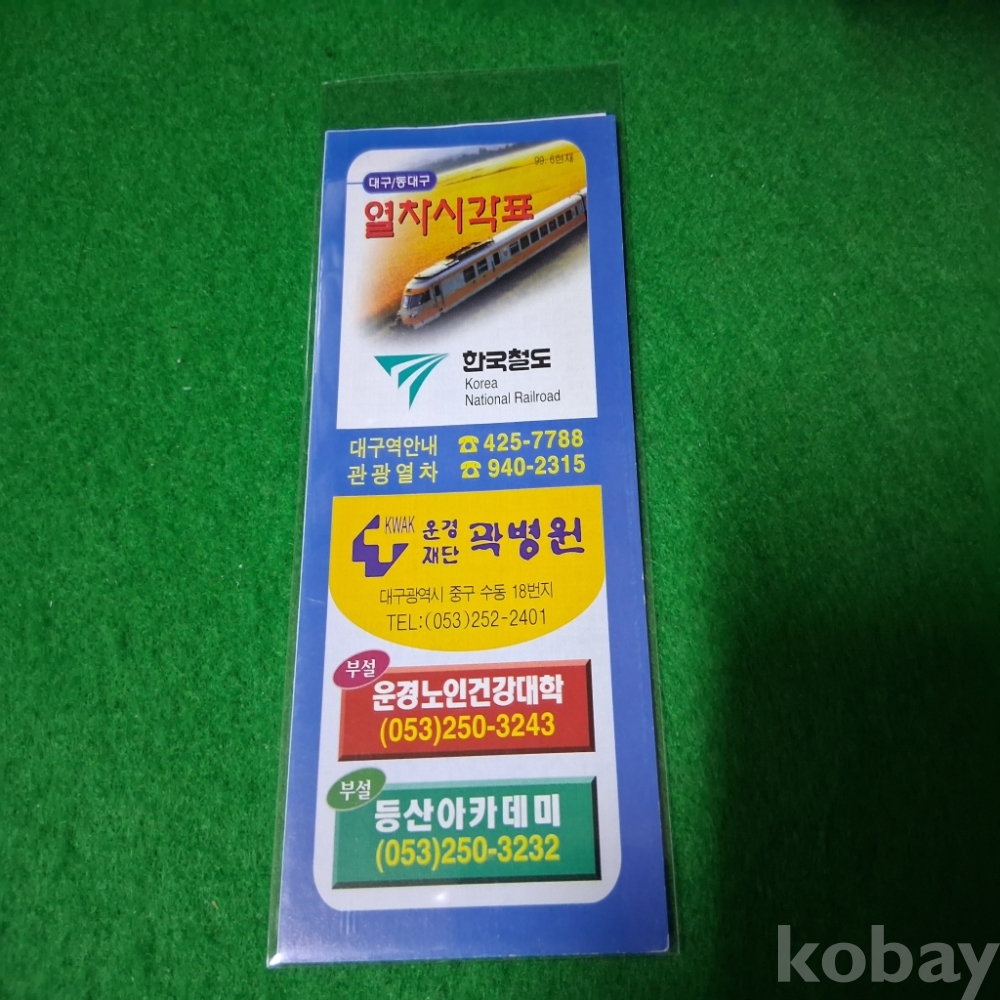 99. 6현재
대구/동대구
열차시각표
한국철도
Korea
National Railroad
대구역안내 ☎ 425-7788
관광열차 ☎ 940-2315
KWAK 운경재단 곽병원
대구광역시 중구 수동 18번지
TEL:(053)252-2401
부설
운경노인건강대학
(053)250-3243
부설
등산아카데미
(053)250-3232
kobay